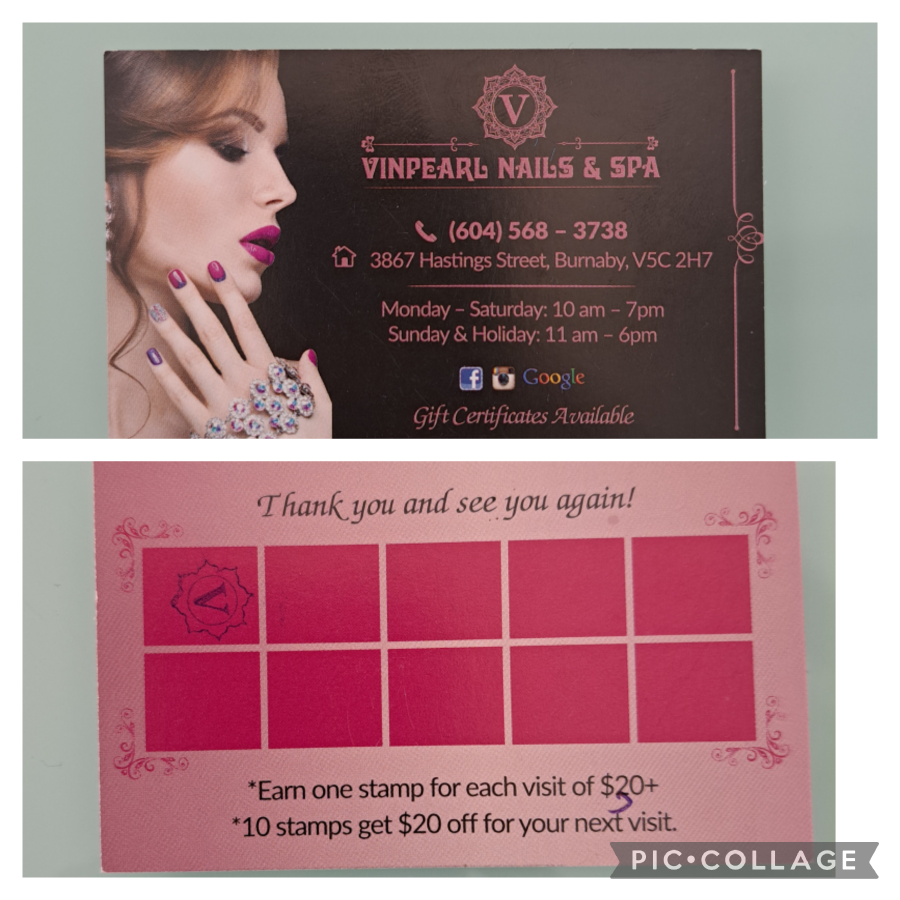 V
VINPEARL NAILS & SPA
(604) 568 – 3738
3867 Hastings Street, Burnaby, V5C 2H7
Monday – Saturday: 10 am – 7pm
Sunday & Holiday: 11 am – 6pm
Google
Gift Certificates Available
Thank you and see you again!
V
*Earn one stamp for each visit of $20+
*10 stamps get $20 off for your next visit.
PIC•COLLAGE